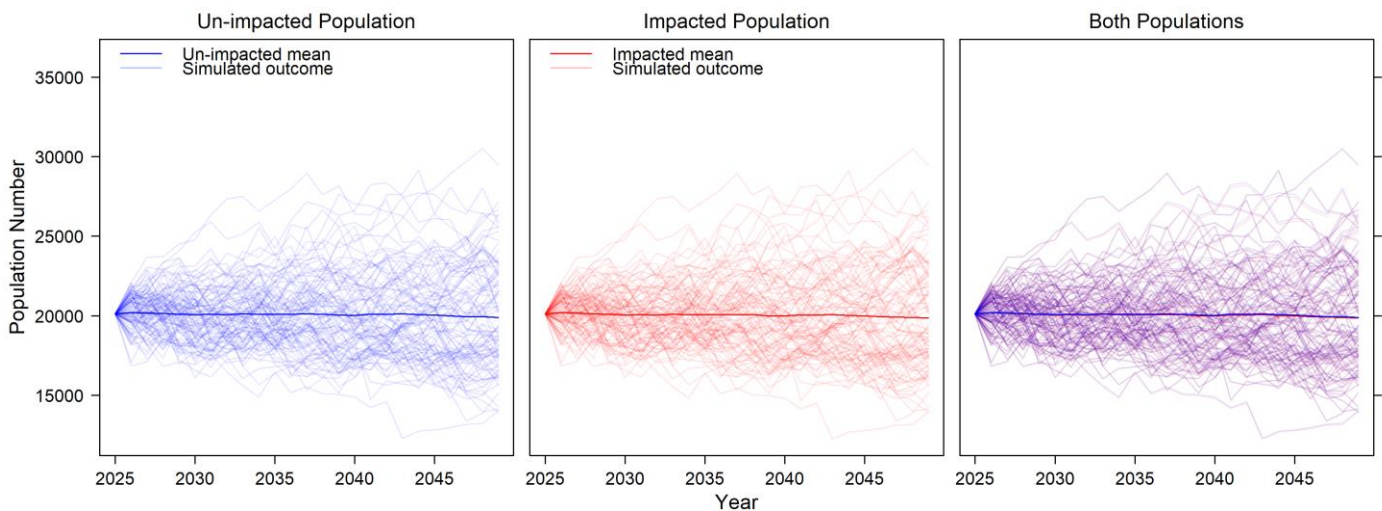 Un-impacted Population
Impacted Population
Both Populations
Un-impacted mean
Simulated outcome
Impacted mean
Simulated outcome
Population Number
35000
30000
25000
20000
15000
2025 2030 2035 2040 2045
2025 2030 2035 2040 2045
2025 2030 2035 2040 2045
Year